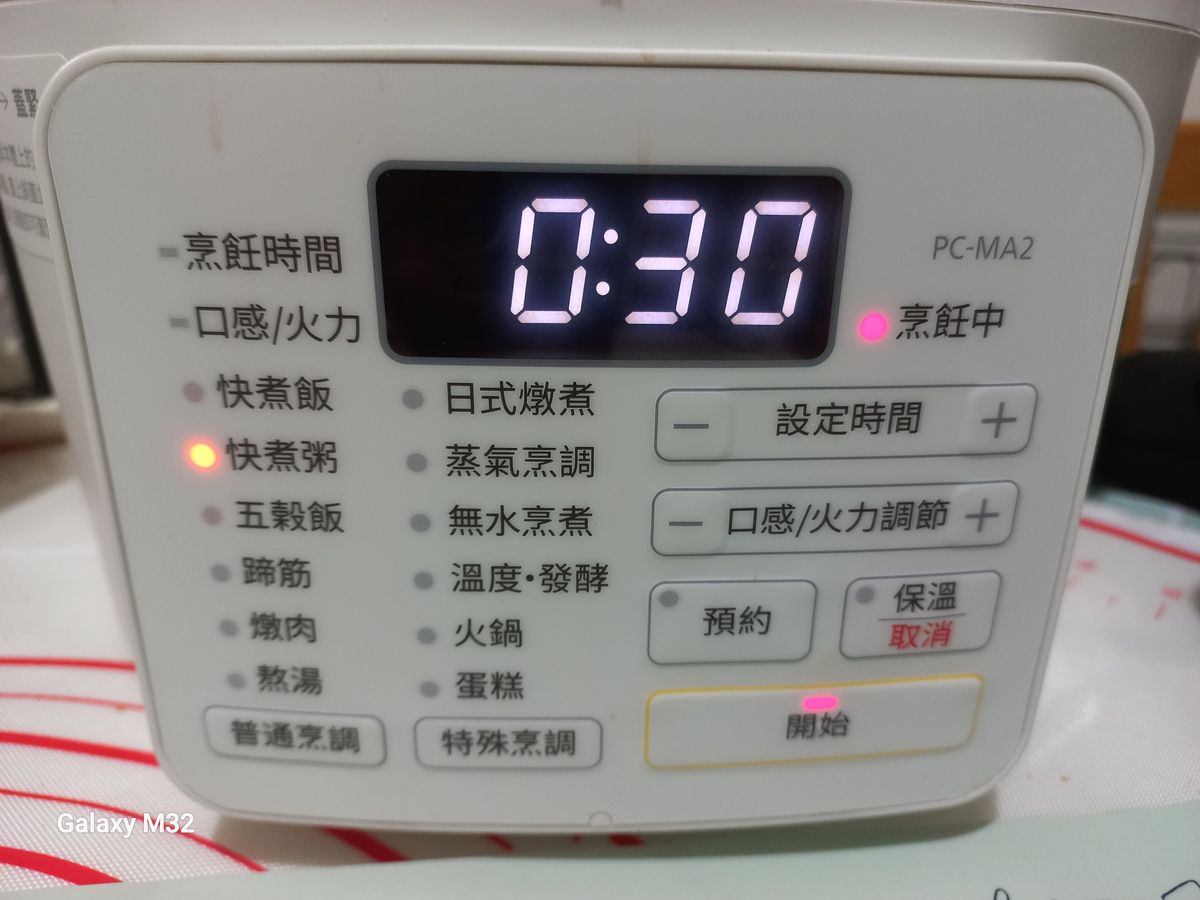 → 蓋緊
0:30
PC-MA2
烹飪時間
口感/火力
烹飪中
快煮飯
快煮粥
五穀飯
蹄筋
燉肉
熬湯
普通烹調
日式燉煮
蒸氣烹調
無水烹煮
溫度•發酵
火鍋
蛋糕
特殊烹調
− 設定時間 +
− 口感/火力調節 +
預約
保溫
取消
開始
Galaxy M32